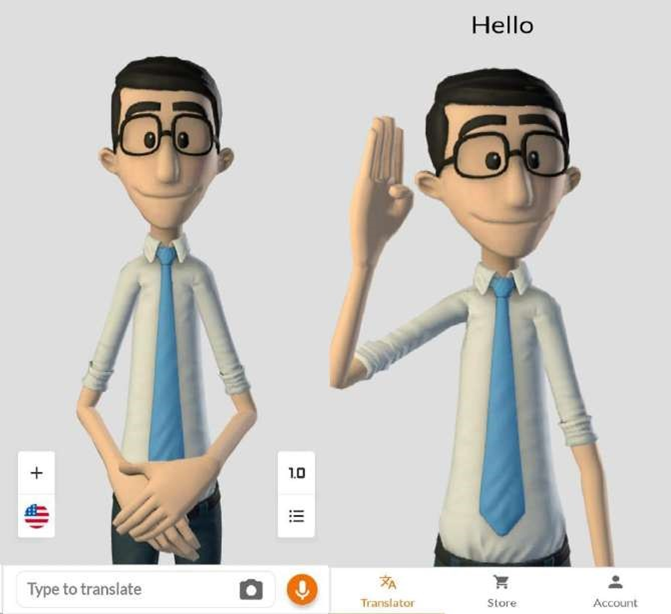 Hello
+
1.0
Type to translate
Translator
Store
Account